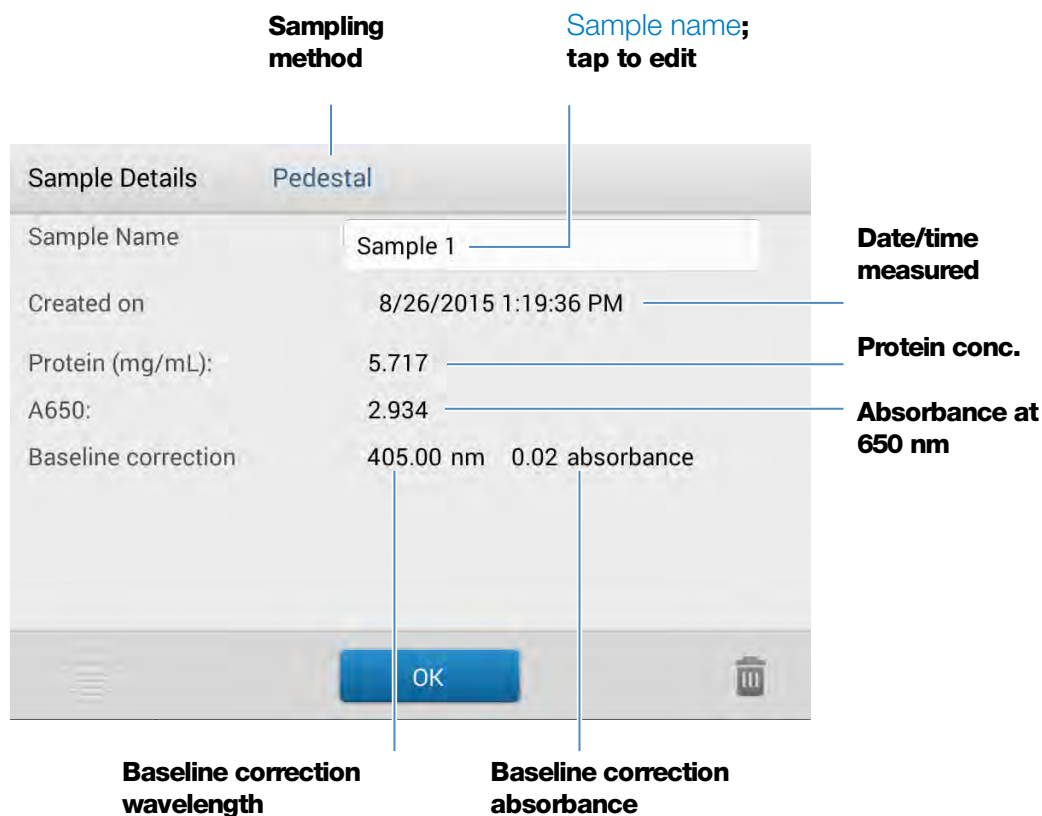 Sampling
method
Sample name;
tap to edit
Sample Details Pedestal
Sample Name Sample 1
Date/time
measured
Created on 8/26/2015 1:19:36 PM
Protein conc.
Protein (mg/mL): 5.717
A650: 2.934
Absorbance at
650 nm
Baseline correction 405.00 nm 0.02 absorbance
OK
Baseline correction
wavelength
Baseline correction
absorbance